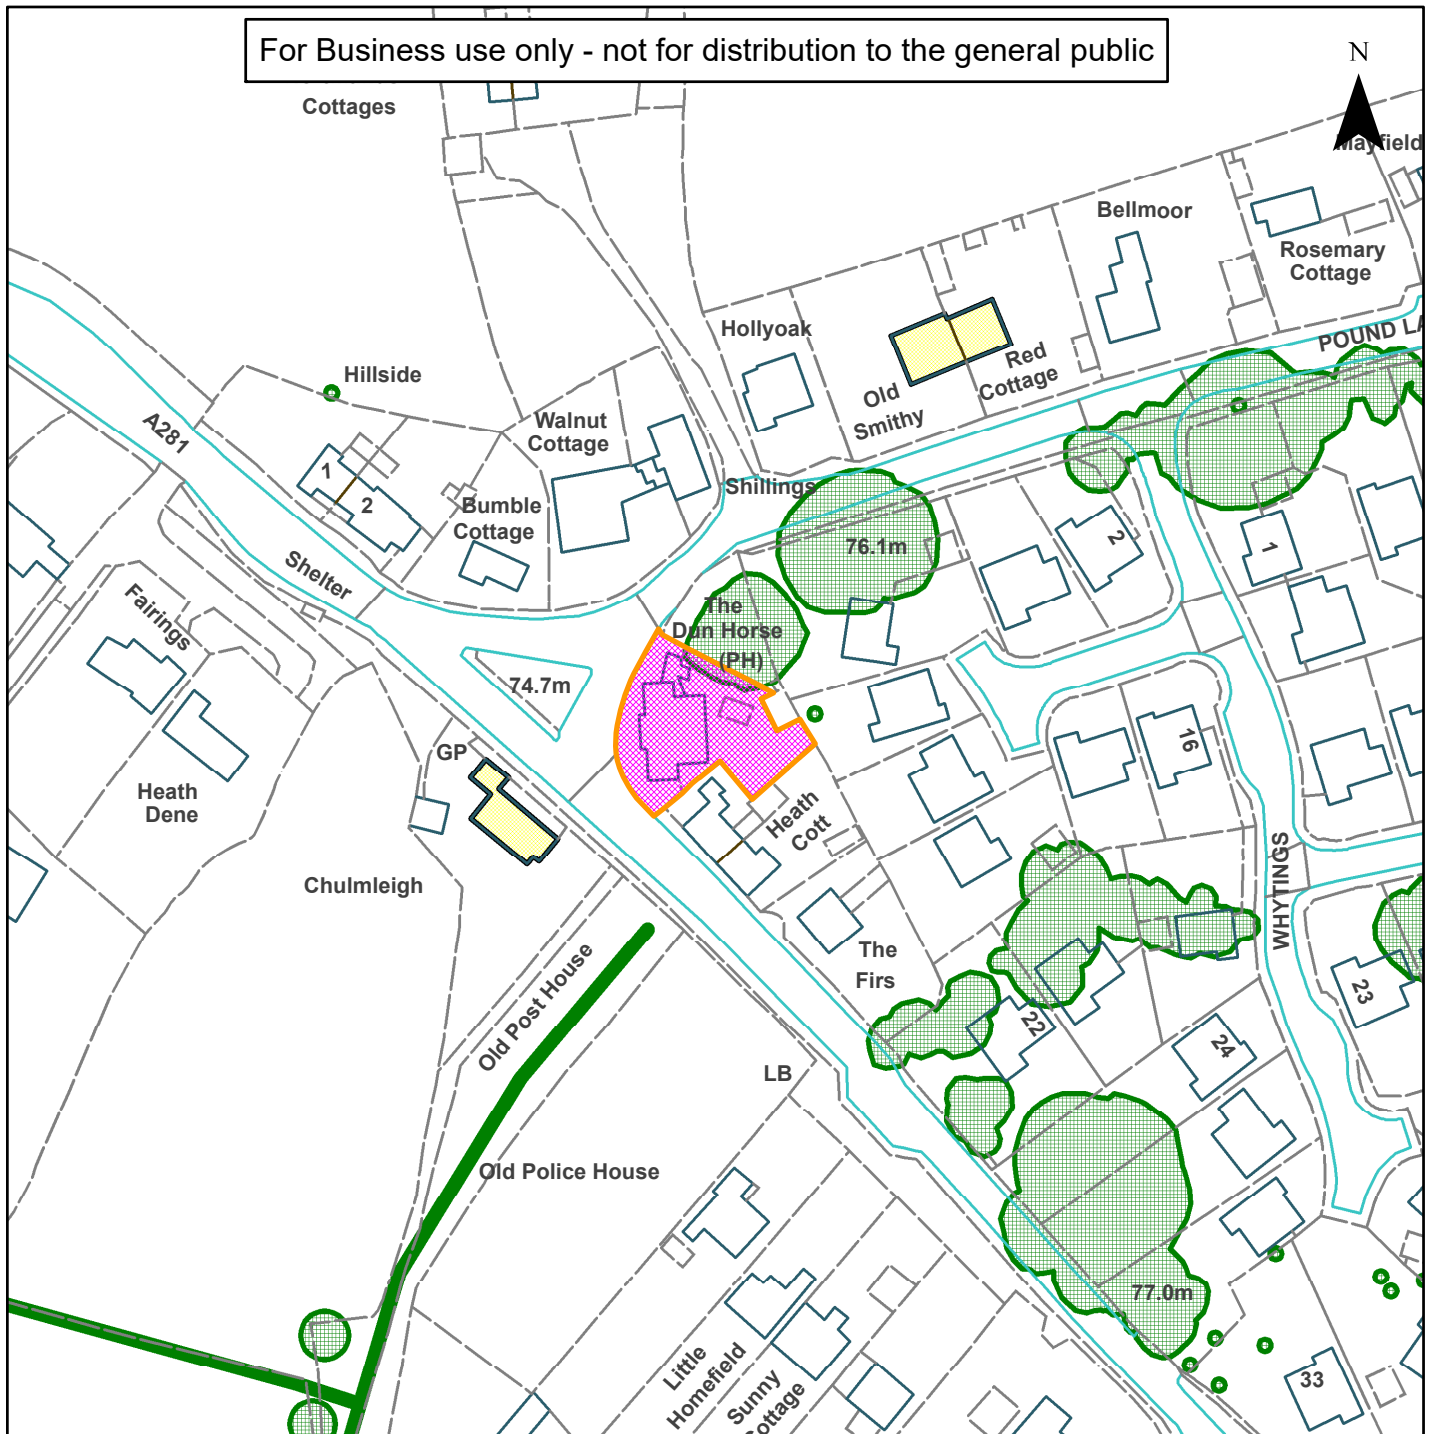 For Business use only - not for distribution to the general public
N
Cottages
Mayfield
Bellmoor
Rosemary
Cottage
POUND LA
Hollyoak
Red
Cottage
Old
Smithy
Hillside
A281
Walnut
Cottage
1
2
Bumble
Cottage
Shillings
76.1m
2
1
Shelter
Fairings
The
Dun Horse
(PH)
74.7m
16
GP
Heath
Dene
Heath
Cott
Chulmleigh
WHYTINGS
The
Firs
Old Post House
23
22
24
LB
Old Police House
77.0m
Little
Homefield
Sunny
33